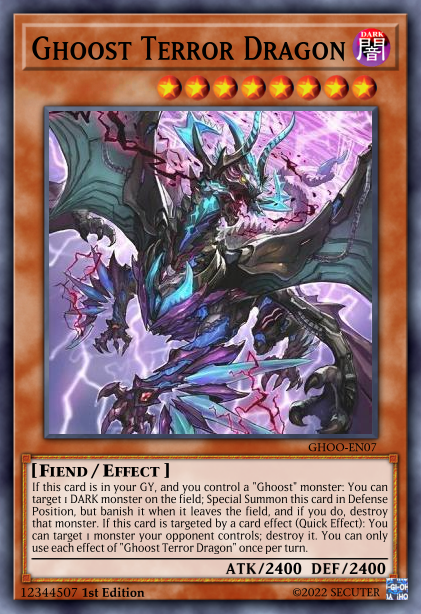 Ghoost Terror Dragon
DARK
闇
GHOO-EN07
[Fiend / Effect ]
If this card is in your GY, and you control a "Ghoost" monster: You can
target 1 DARK monster on the field; Special Summon this card in Defense
Position, but banish it when it leaves the field, and if you do, destroy
that monster. If this card is targeted by a card effect (Quick Effect): You
can target 1 monster your opponent controls; destroy it. You can only
use each effect of "Ghoost Terror Dragon" once per turn.
ATK/2400 DEF/2400
12344507 1st Edition
©2022 SECUTER